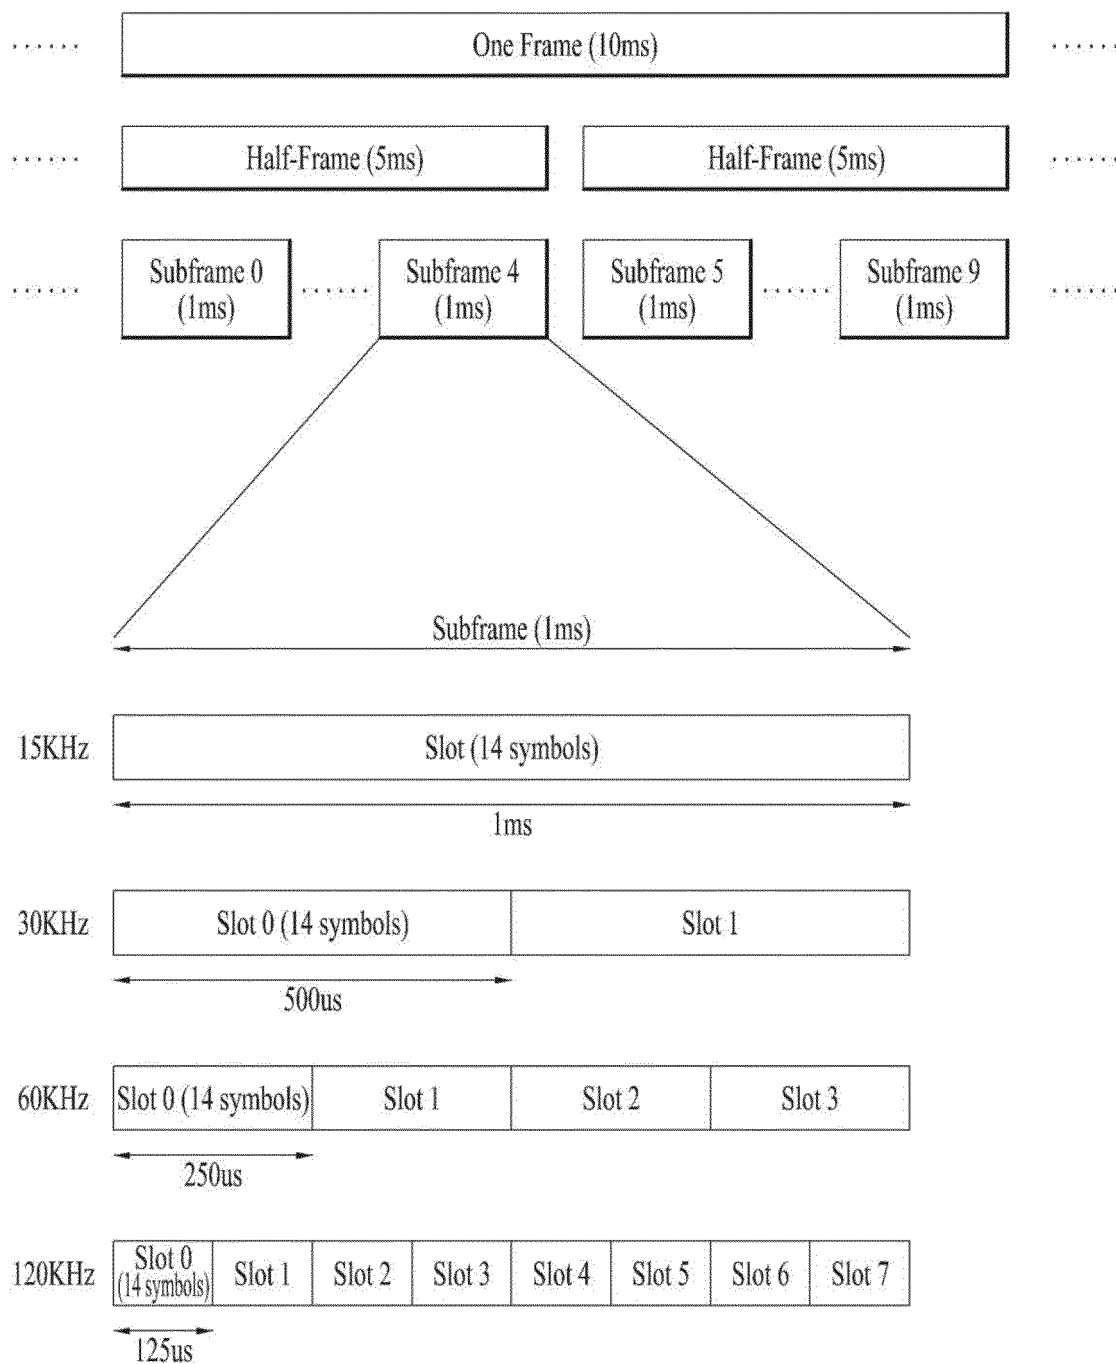 One Frame (10ms)
Half-Frame (5ms) Half-Frame (5ms)
Subframe 0 Subframe 4 Subframe 5 Subframe 9
(1ms) (1ms) (1ms) (1ms)
Subframe (1ms)
15KHz Slot (14 symbols)
1ms
30KHz Slot 0 (14 symbols) Slot 1
500us
60KHz Slot 0 (14 symbols) Slot 1 Slot 2 Slot 3
250us
120KHz Slot 0 (14 symbols) Slot 1 Slot 2 Slot 3 Slot 4 Slot 5 Slot 6 Slot 7
125us